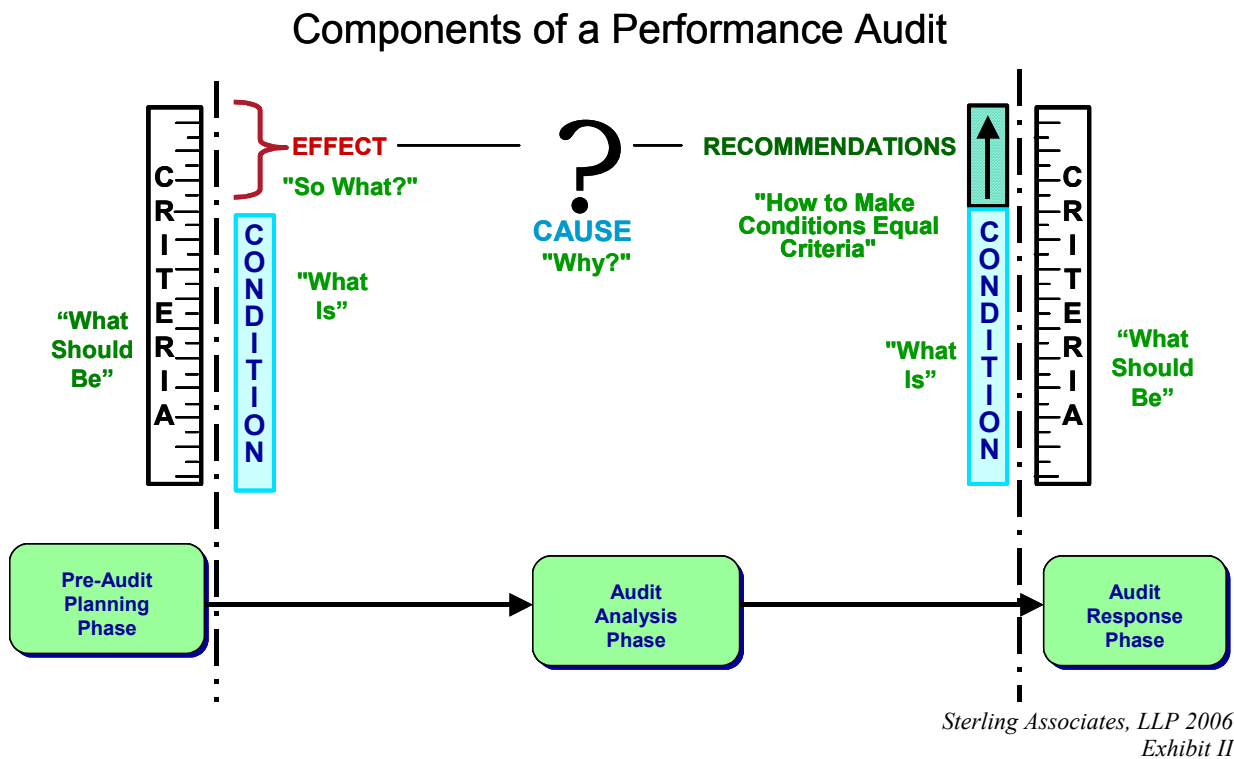 Components of a Performance Audit
CRITERIA
“What
Should
Be”
EFFECT
"So What?"
CONDITION
"What
Is”
?
CAUSE
"Why?"
RECOMMENDATIONS
"How to Make
Conditions Equal
Criteria"
CONDITION
"What
Is”
CRITERIA
“What
Should
Be”
Pre-Audit
Planning
Phase
Audit
Analysis
Phase
Audit
Response
Phase
Sterling Associates, LLP 2006
Exhibit II